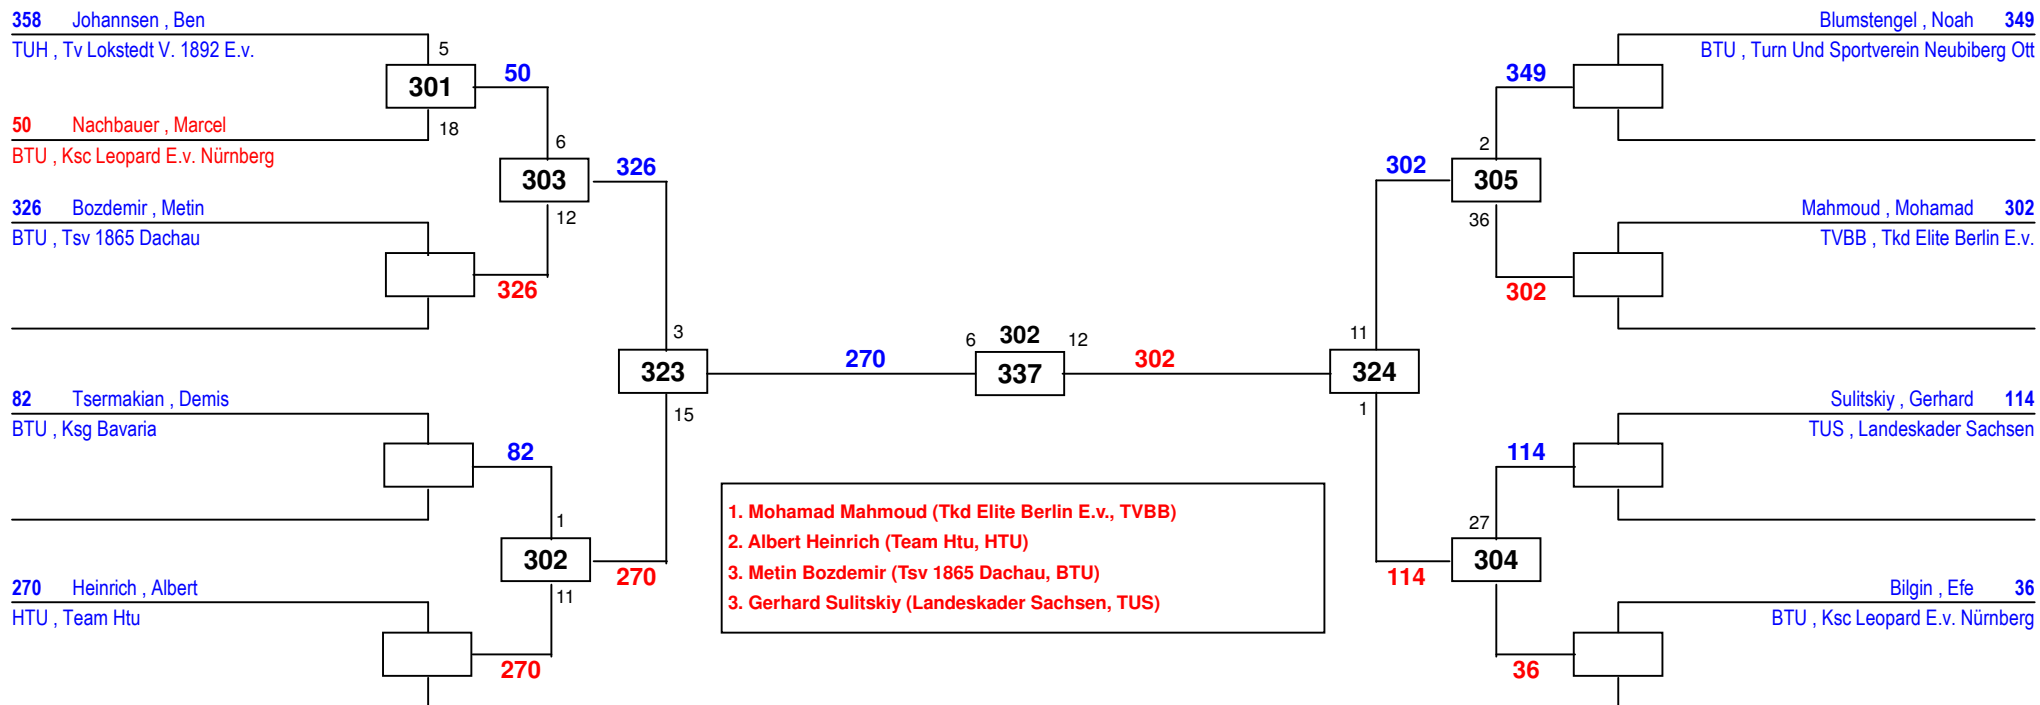 358 Johannsen , Ben
TUH , Tv Lokstedt V. 1892 E.v.
5
301
50
18
50 Nachbauer , Marcel
BTU , Ksc Leopard E.v. Nürnberg
6
303
326
12
326 Bozdemir , Metin
BTU , Tsv 1865 Dachau
326
3
323
270
15
82 Tsermakian , Demis
BTU , Ksg Bavaria
82
1
302
270
11
270 Heinrich , Albert
HTU , Team Htu
270
6 302 12
337
302
1. Mohamad Mahmoud (Tkd Elite Berlin E.v., TVBB)
2. Albert Heinrich (Team Htu, HTU)
3. Metin Bozdemir (Tsv 1865 Dachau, BTU)
3. Gerhard Sulitskiy (Landeskader Sachsen, TUS)
Blumstengel , Noah 349
BTU , Turn Und Sportverein Neubiberg Ott
349
2
302
305
36
Mahmoud , Mohamad 302
TVBB , Tkd Elite Berlin E.v.
302
11
324
1
Sulitskiy , Gerhard 114
TUS , Landeskader Sachsen
114
27
304
114
Bilgin , Efe 36
BTU , Ksc Leopard E.v. Nürnberg
36